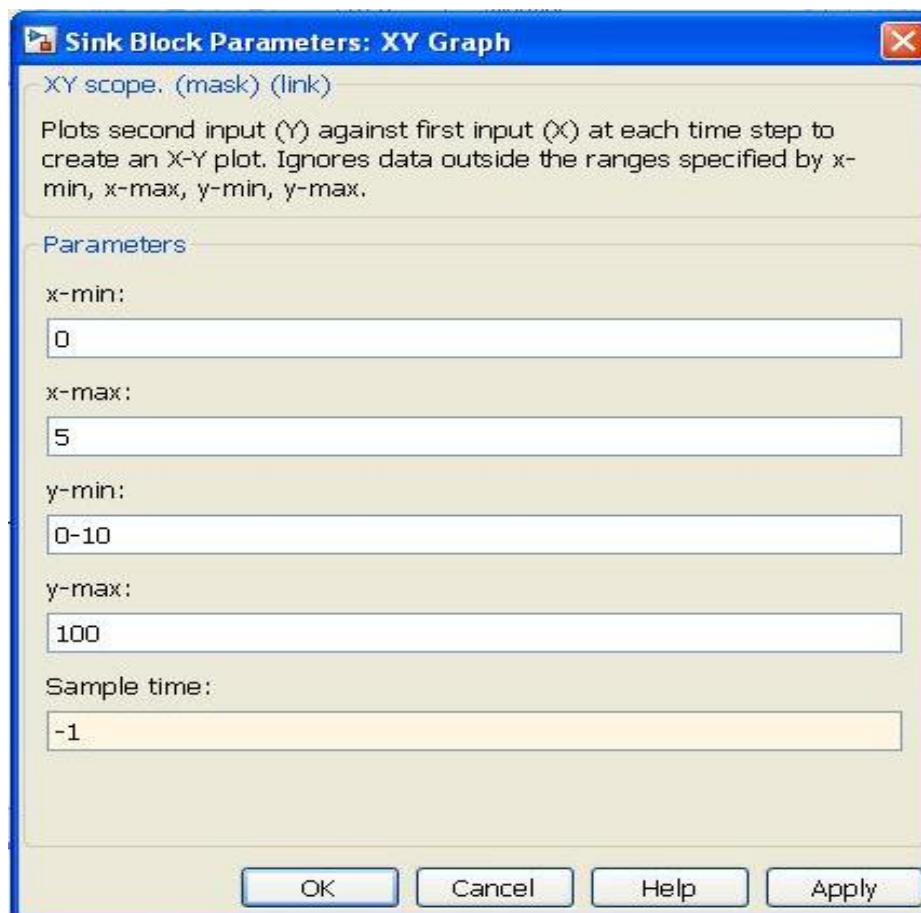 Sink Block Parameters: XY Graph
XY scope. (mask) (link)
Plots second input (Y) against first input (X) at each time step to
create an X-Y plot. Ignores data outside the ranges specified by x-
min, x-max, y-min, y-max.
Parameters
x-min:
0
x-max:
5
y-min:
0-10
y-max:
100
Sample time:
-1
OK Cancel Help Apply